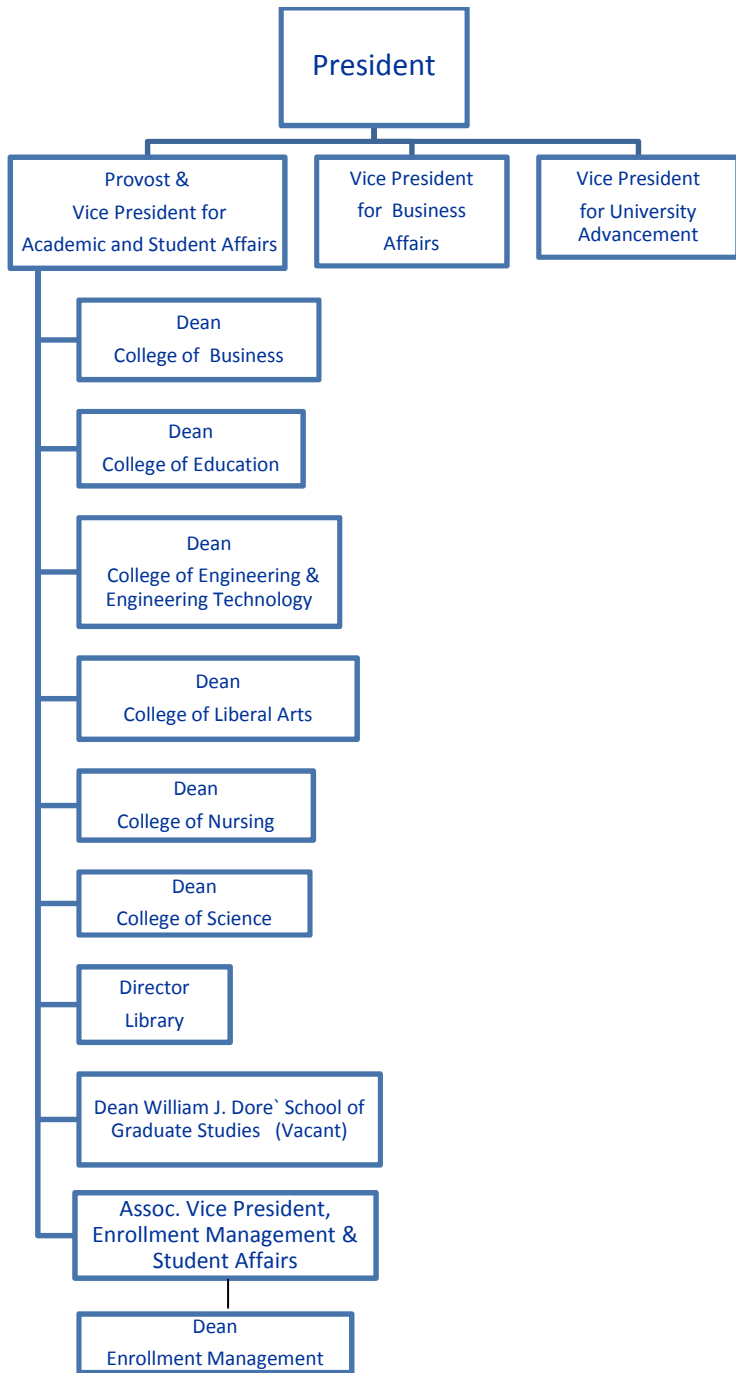 President
Provost &
Vice President for
Academic and Student Affairs
Vice President
for Business
Affairs
Vice President
for University
Advancement
Dean
College of Business
Dean
College of Education
Dean
College of Engineering &
Engineering Technology
Dean
College of Liberal Arts
Dean
College of Nursing
Dean
College of Science
Director
Library
Dean William J. Dore` School of
Graduate Studies (Vacant)
Assoc. Vice President,
Enrollment Management &
Student Affairs
Dean
Enrollment Management